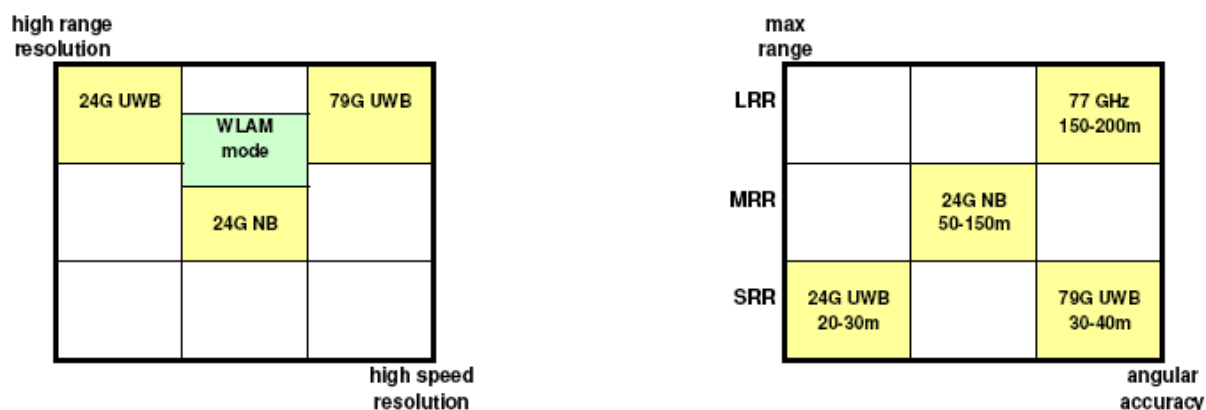 high range
resolution
24G UWB
79G UWB
WLAM
mode
24G NB
high speed
resolution
max
range
LRR
77 GHz
150-200m
MRR
24G NB
50-150m
SRR
24G UWB
20-30m
79G UWB
30-40m
angular
accuracy